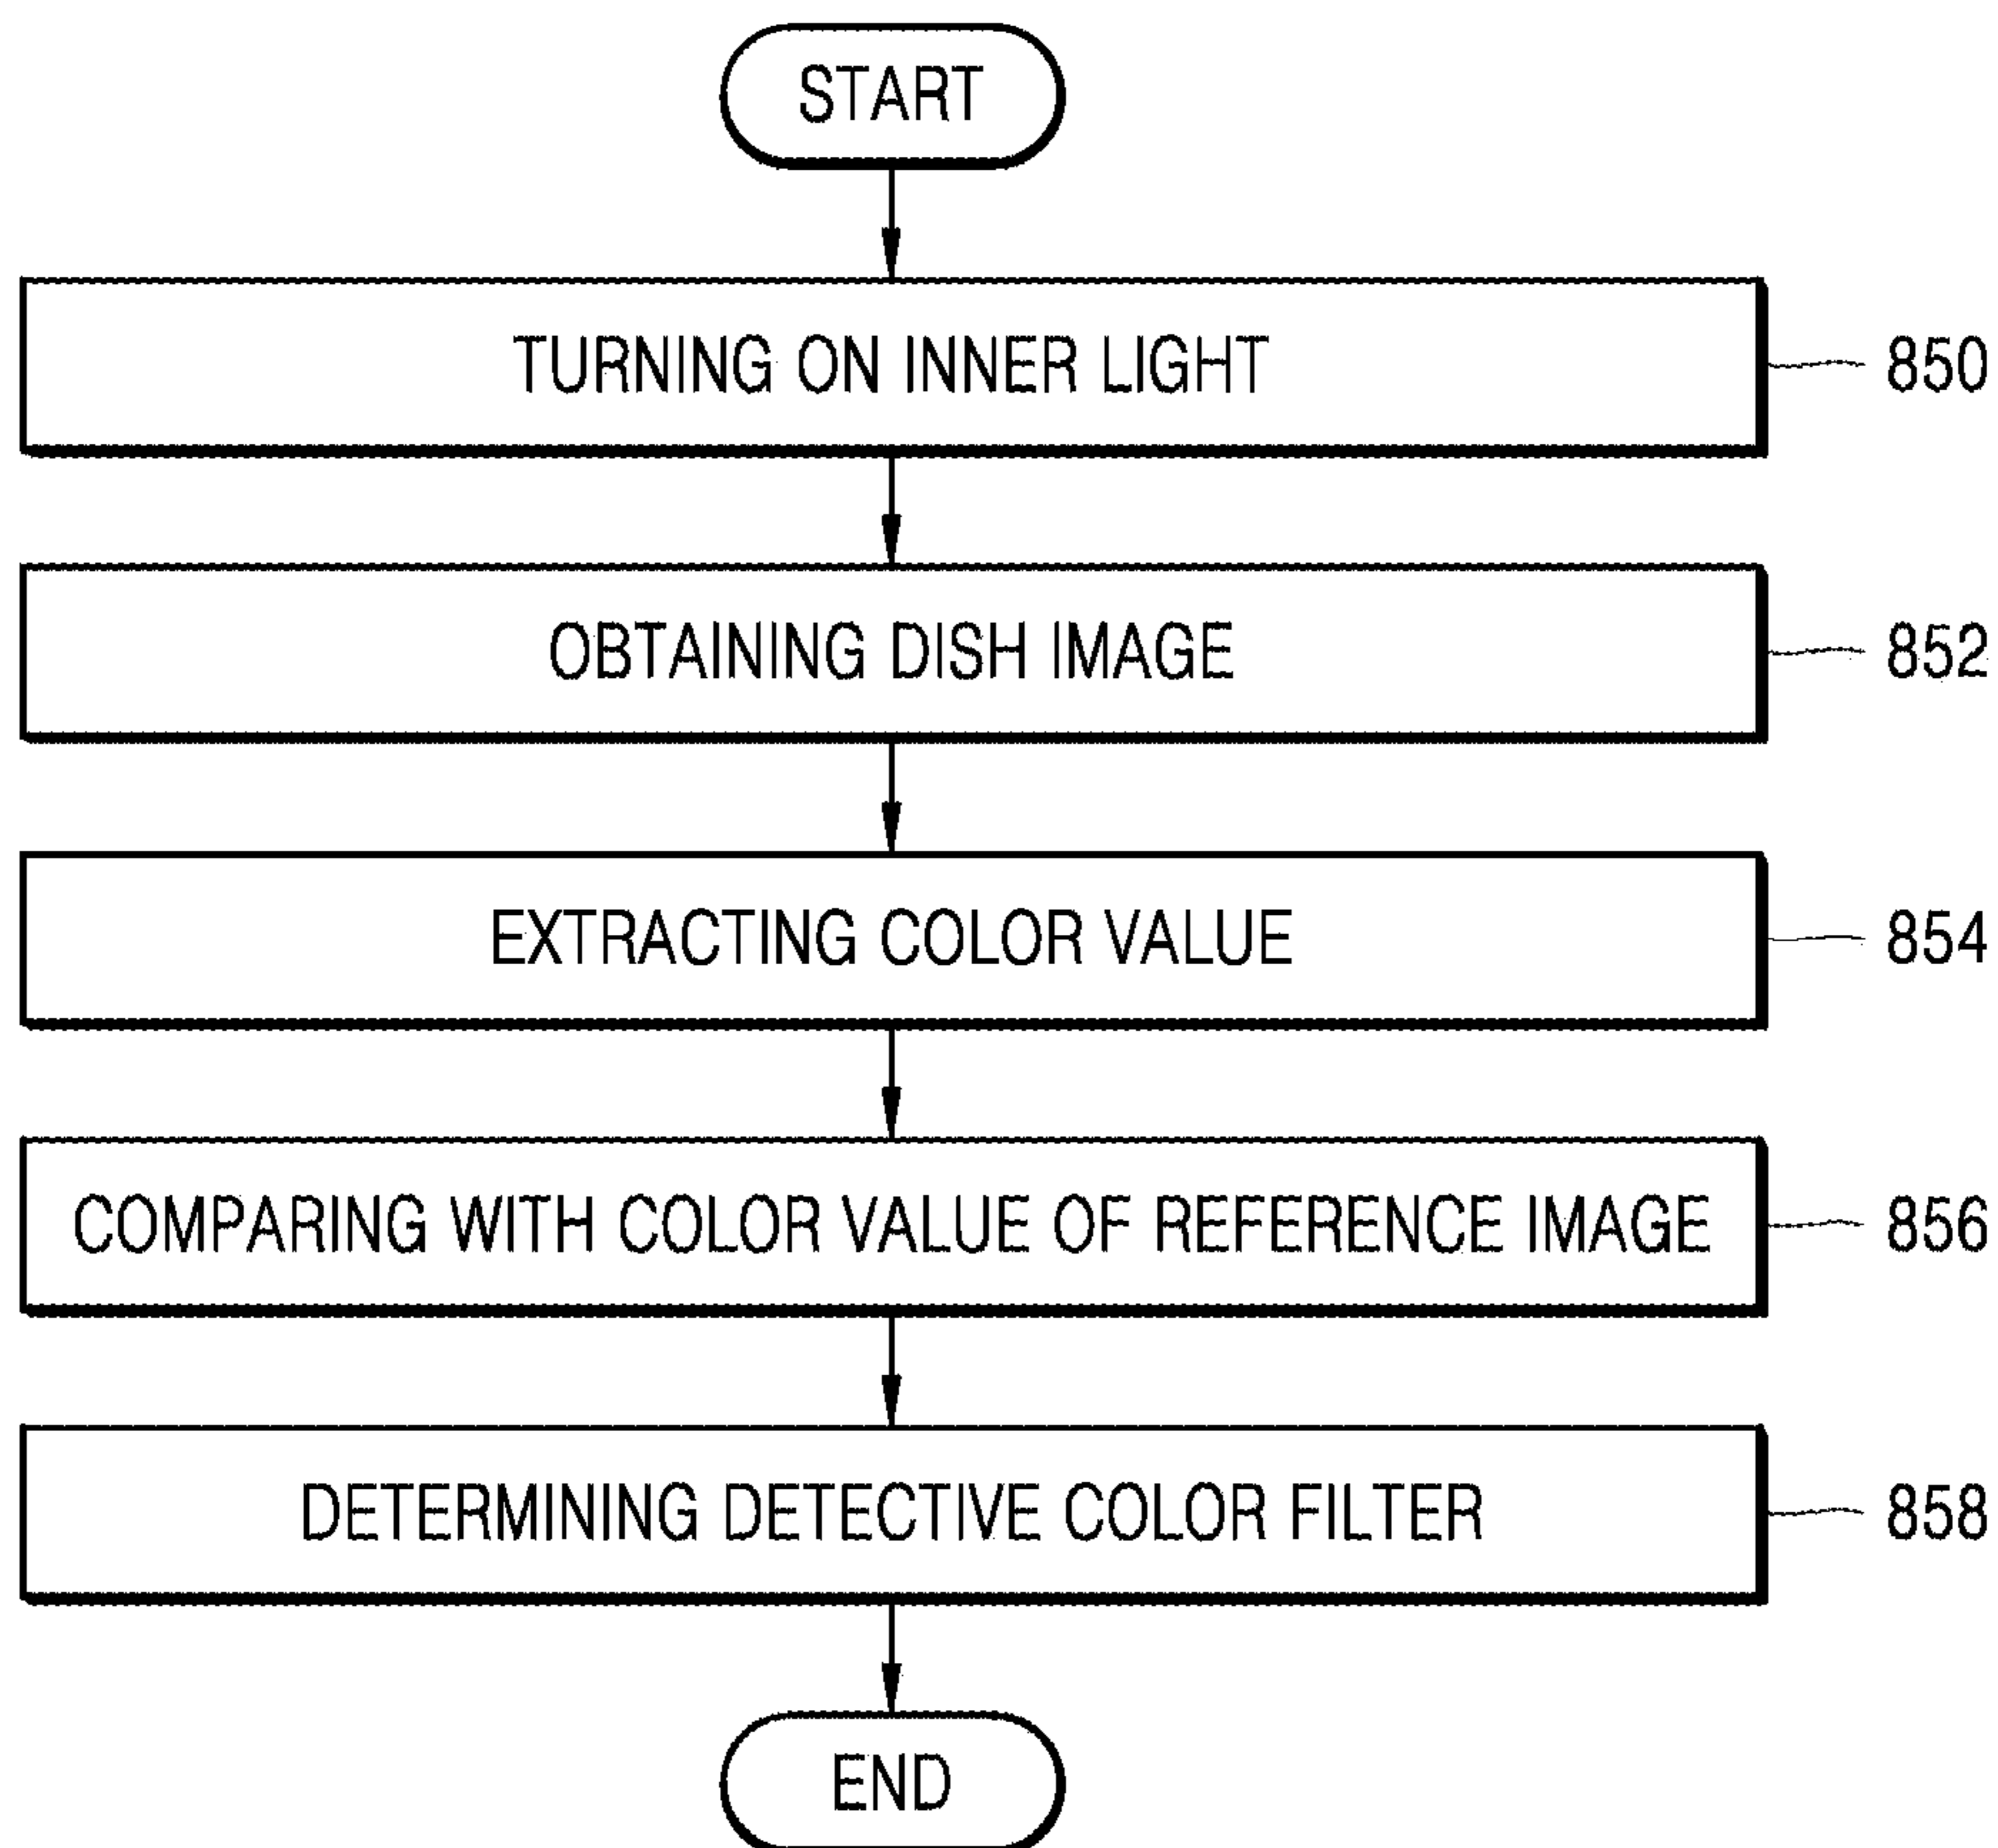 START
TURNING ON INNER LIGHT
850
OBTAINING DISH IMAGE
852
EXTRACTING COLOR VALUE
854
COMPARING WITH COLOR VALUE OF REFERENCE IMAGE
856
DETERMINING DETECTIVE COLOR FILTER
858
END